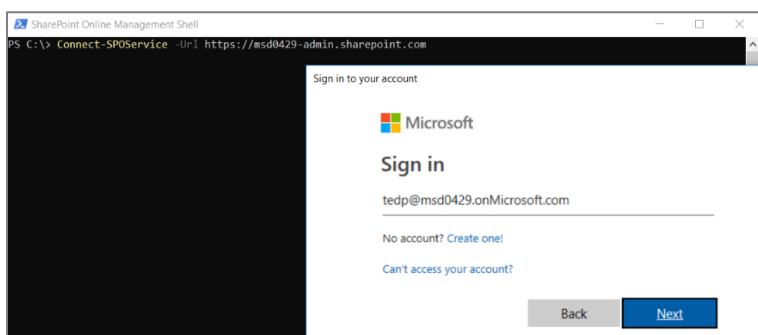 SharePoint Online Management Shell
PS C:\> Connect-SPOService -Url https://msd0429-admin.sharepoint.com
Sign in to your account
Microsoft
Sign in
tedp@msd0429.onMicrosoft.com
No account? Create one!
Can't access your account?
Back Next